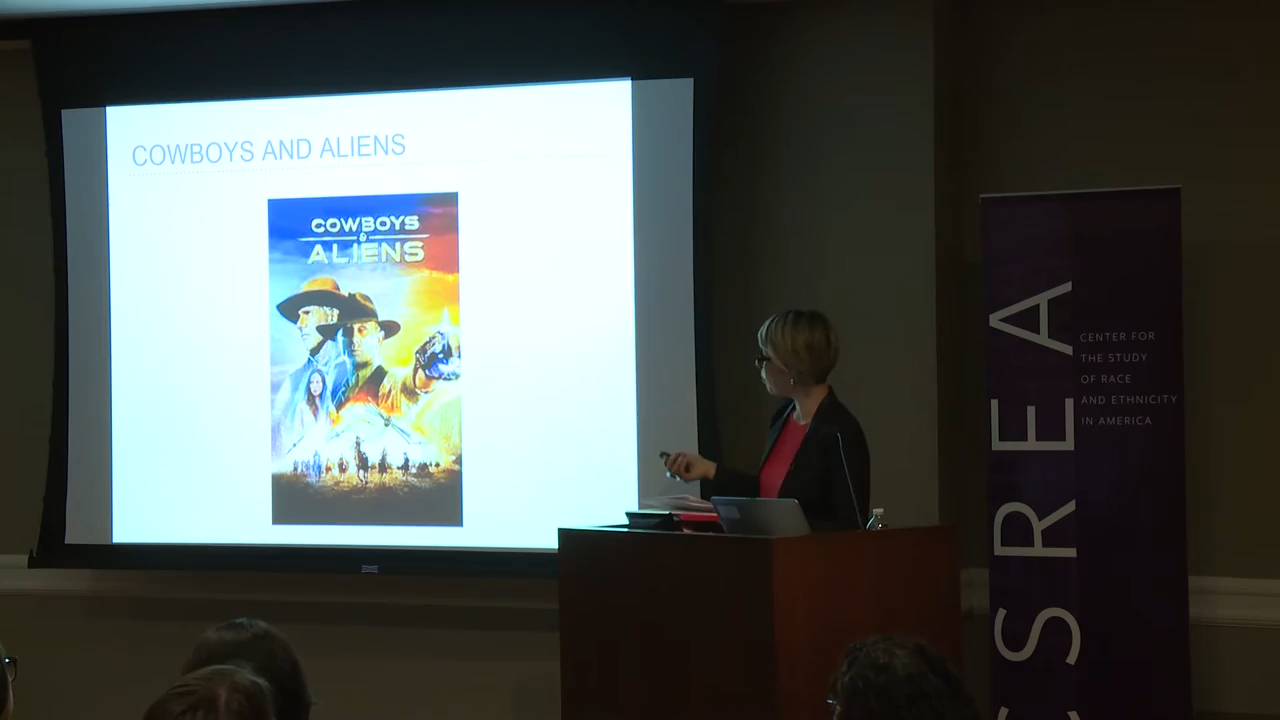 COWBOYS AND ALIENS
COWBOYS
&
ALIENS
CSREA
CENTER FOR
THE STUDY
OF RACE
AND ETHNICITY
IN AMERICA